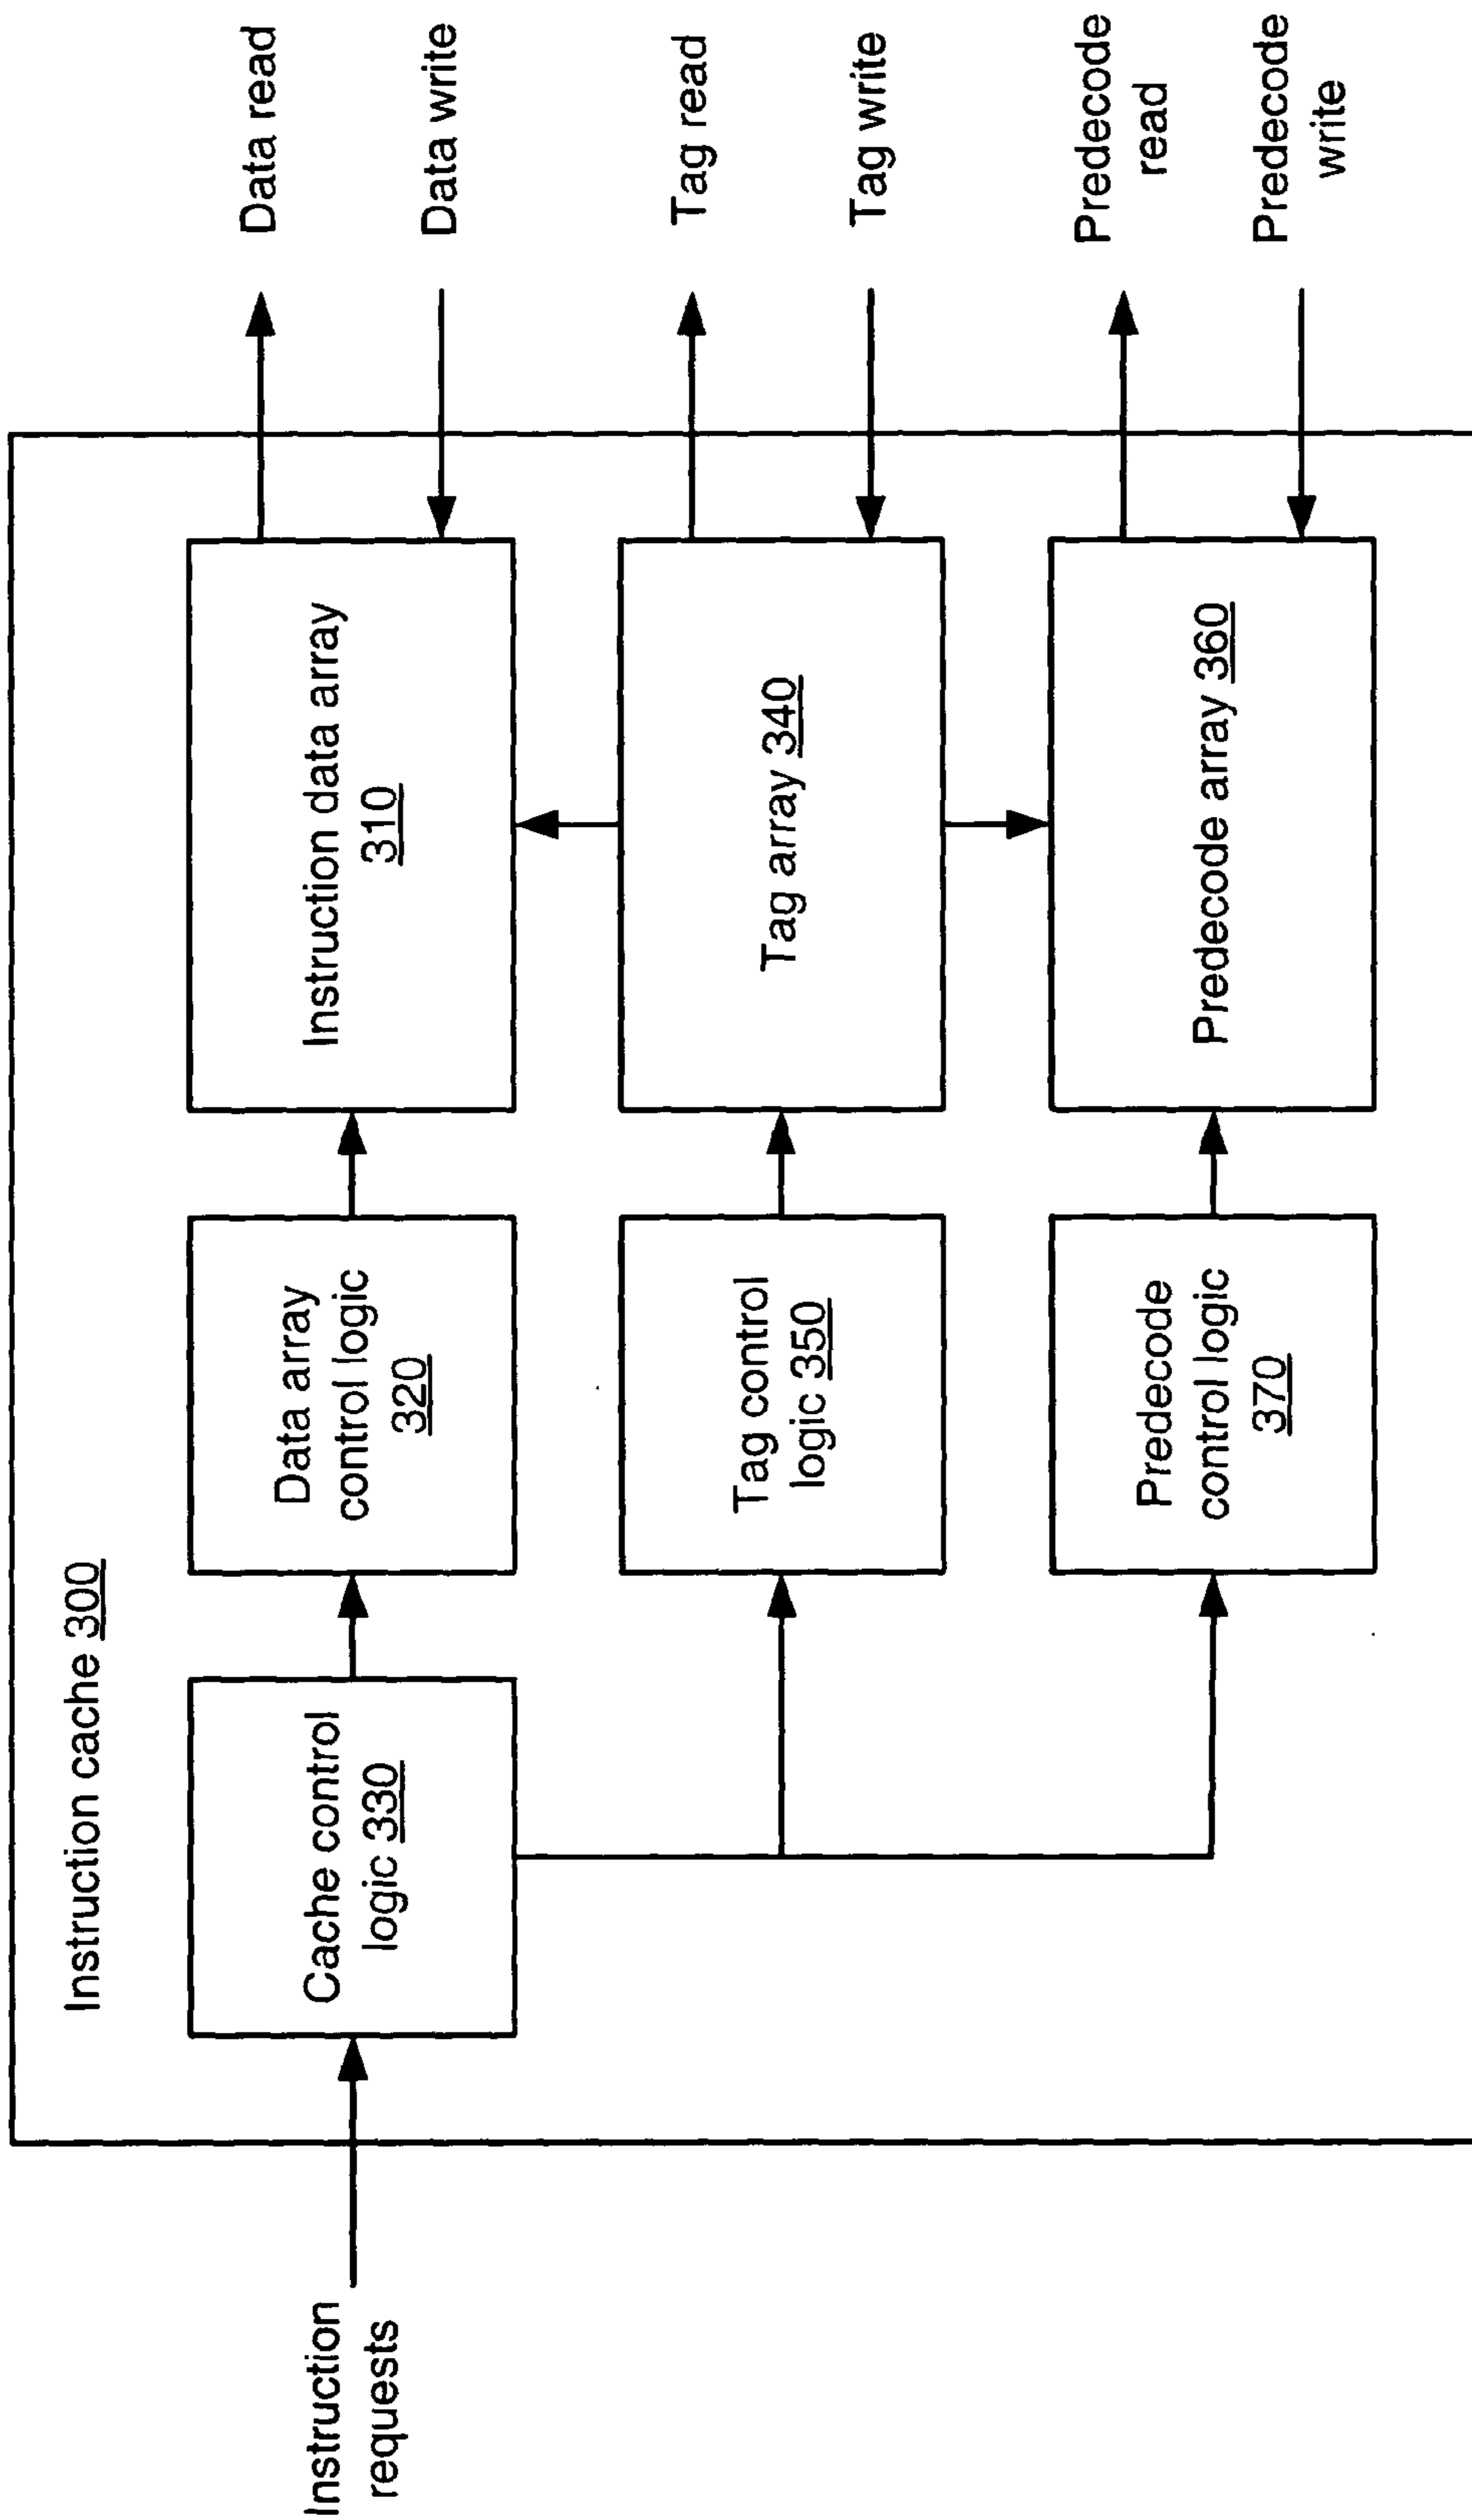 Instruction cache 300
Instruction
requests
Cache control
logic 330
Data array
control logic
320
Instruction data array
310
Data read
Data write
Tag control
logic 350
Tag array 340
Tag read
Tag write
Predecode
control logic
370
Predecode array 360
Predecode
read
Predecode
write